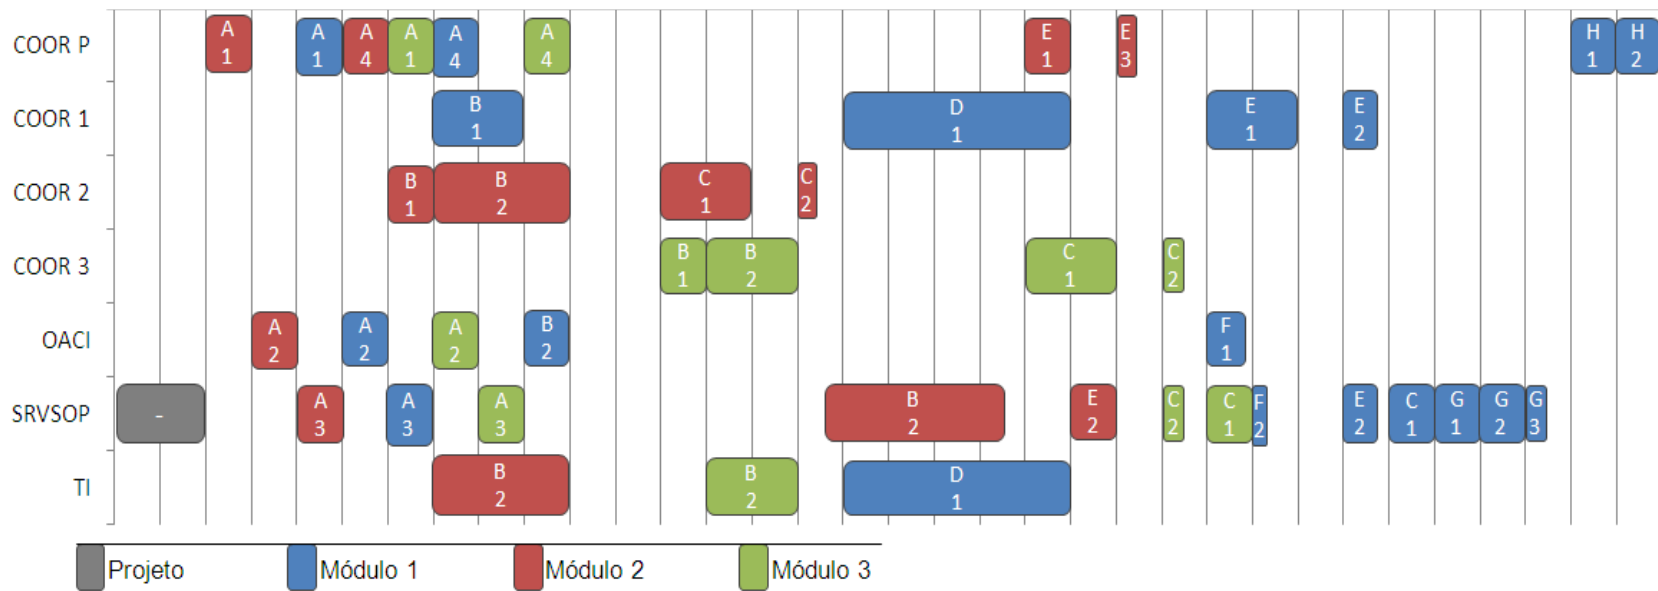 COOR P A 1 A 1 A 4 A 1 A 4 A 4 E 1 E 3 H 1 H 2
COOR 1 B 1 D 1 E 1 E 2
COOR 2 B 1 B 2 C 1 C 2
COOR 3 B 1 B 2 C 1 C 2
OACI A 2 A 2 A 2 B 2 F 1
SRVSOP - A 3 A 3 A 3 B 2 E 2 C 2 C 1 F 2 E 2 C 1 G 1 G 2 G 3
TI B 2 B 2 D 1
Projeto Módulo 1 Módulo 2 Módulo 3